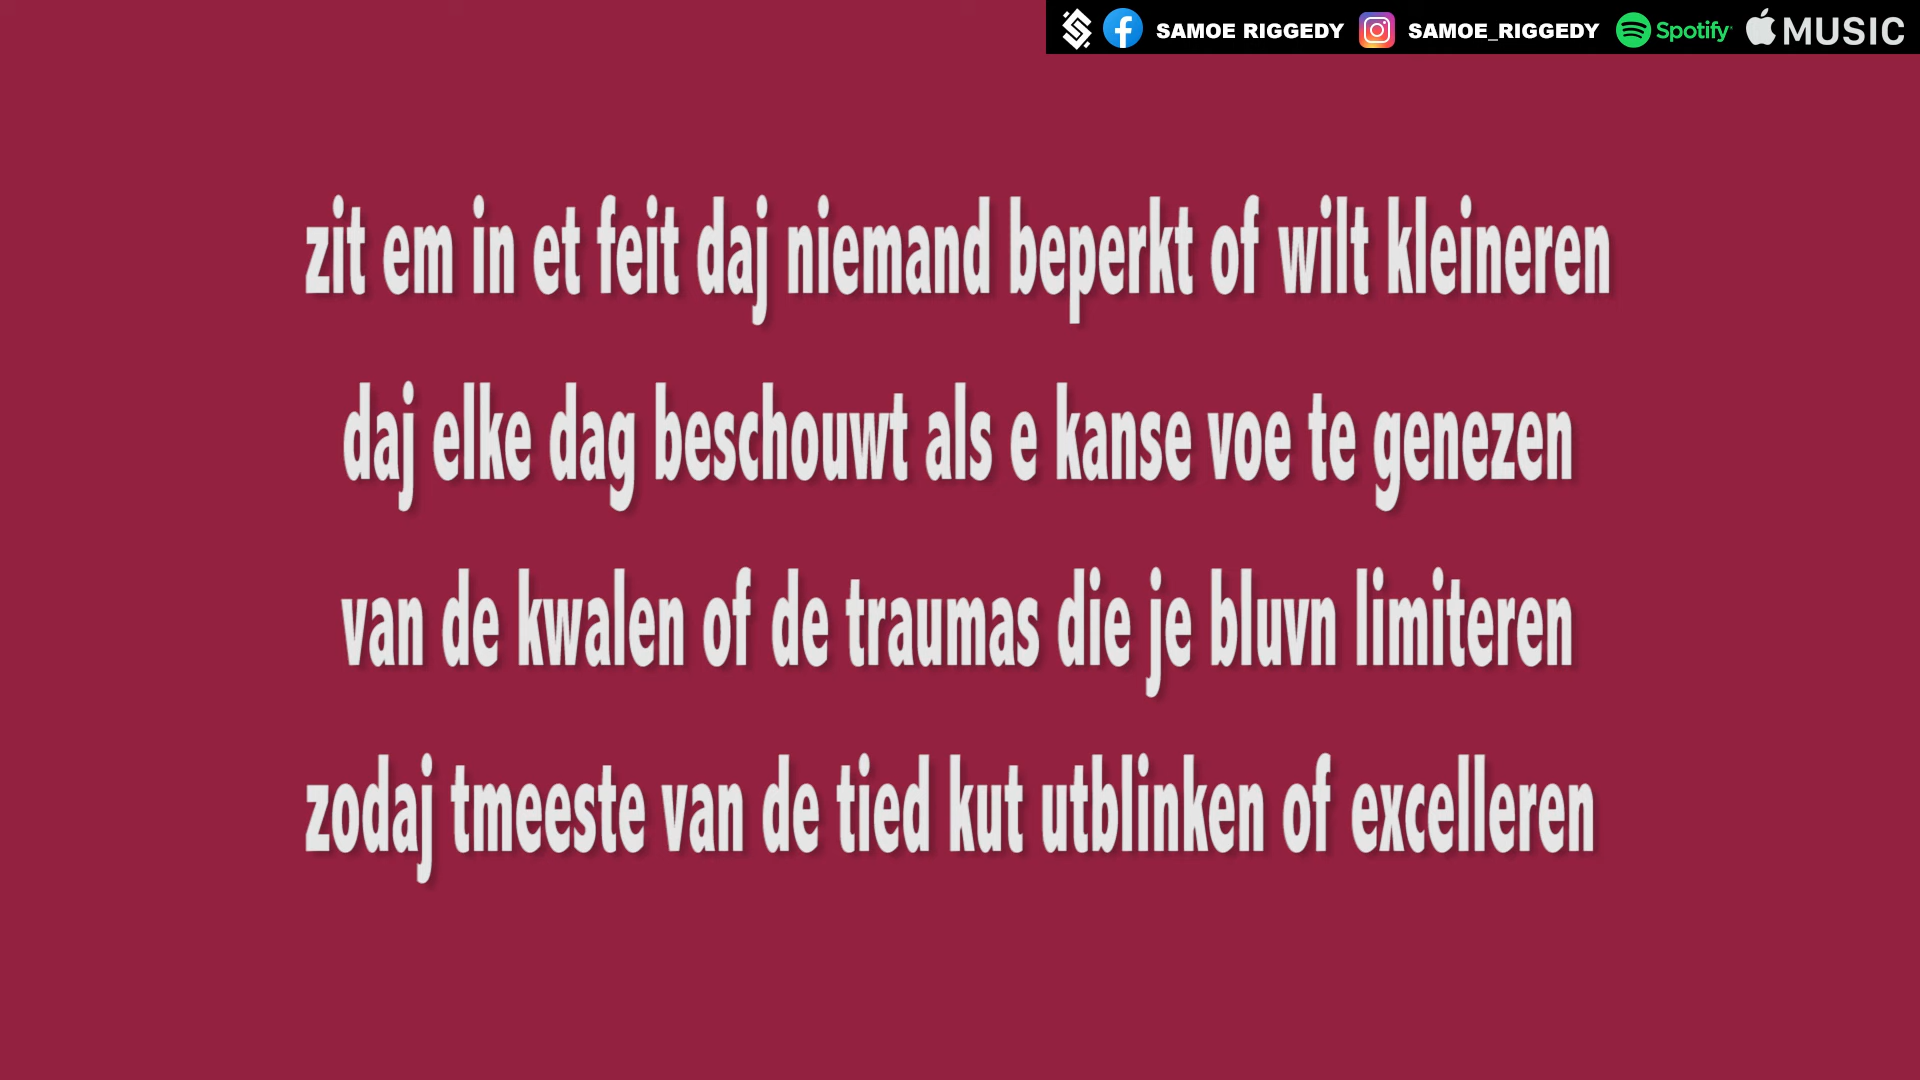 SAMOE RIGGEDY SAMOE_RIGGEDY Spotify MUSIC
zit em in et feit daj niemand beperkt of wilt kleineren
daj elke dag beschouwt als e kanse voe te genezen
van de kwalen of de traumas die je bluvn limiteren
zodaj tmeeste van de tied kut utblinken of excelleren